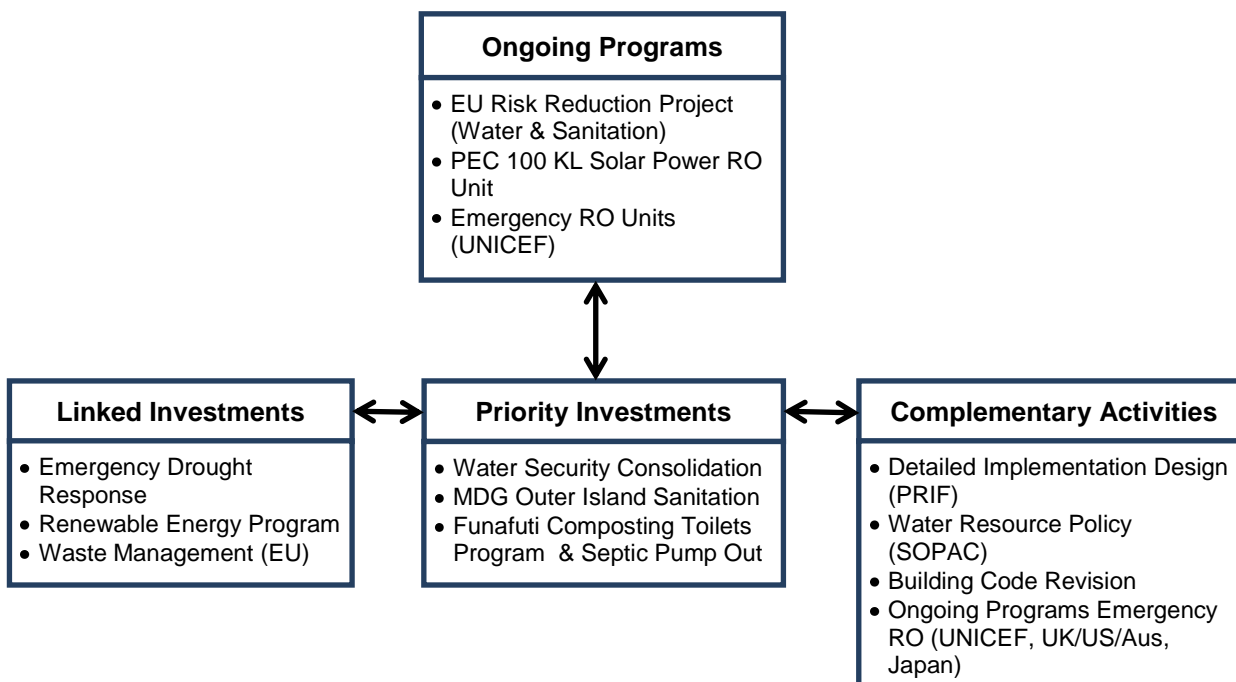 Ongoing Programs
• EU Risk Reduction Project
(Water & Sanitation)
• PEC 100 KL Solar Power RO
Unit
• Emergency RO Units
(UNICEF)
Linked Investments
• Emergency Drought
Response
• Renewable Energy Program
• Waste Management (EU)
Priority Investments
• Water Security Consolidation
• MDG Outer Island Sanitation
• Funafuti Composting Toilets
Program & Septic Pump Out
Complementary Activities
• Detailed Implementation Design
(PRIF)
• Water Resource Policy
(SOPAC)
• Building Code Revision
• Ongoing Programs Emergency
RO (UNICEF, UK/US/Aus,
Japan)